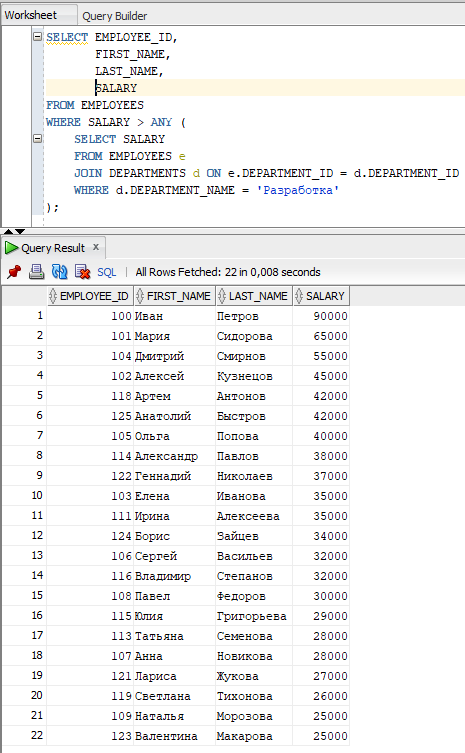 Worksheet Query Builder
SELECT EMPLOYEE_ID,
FIRST_NAME,
LAST_NAME,
SALARY
FROM EMPLOYEES
WHERE SALARY > ANY (
SELECT SALARY
FROM EMPLOYEES e
JOIN DEPARTMENTS d ON e.DEPARTMENT_ID = d.DEPARTMENT_ID
WHERE d.DEPARTMENT_NAME = 'Разработка'
);
Query Result x
SQL | All Rows Fetched: 22 in 0,008 seconds
EMPLOYEE_ID FIRST_NAME LAST_NAME SALARY
1 100 Иван Петров 90000
2 101 Мария Сидорова 65000
3 104 Дмитрий Смирнов 55000
4 102 Алексей Кузнецов 45000
5 118 Артем Антонов 42000
6 125 Анатолий Быстров 42000
7 105 Ольга Попова 40000
8 114 Александр Павлов 38000
9 122 Геннадий Николаев 37000
10 103 Елена Иванова 35000
11 111 Ирина Алексеева 35000
12 124 Борис Зайцев 34000
13 106 Сергей Васильев 32000
14 116 Владимир Степанов 32000
15 108 Павел Федоров 30000
16 115 Юлия Григорьева 29000
17 113 Татьяна Семенова 28000
18 107 Анна Новикова 28000
19 121 Лариса Жукова 27000
20 119 Светлана Тихонова 26000
21 109 Наталья Морозова 25000
22 123 Валентина Макарова 25000